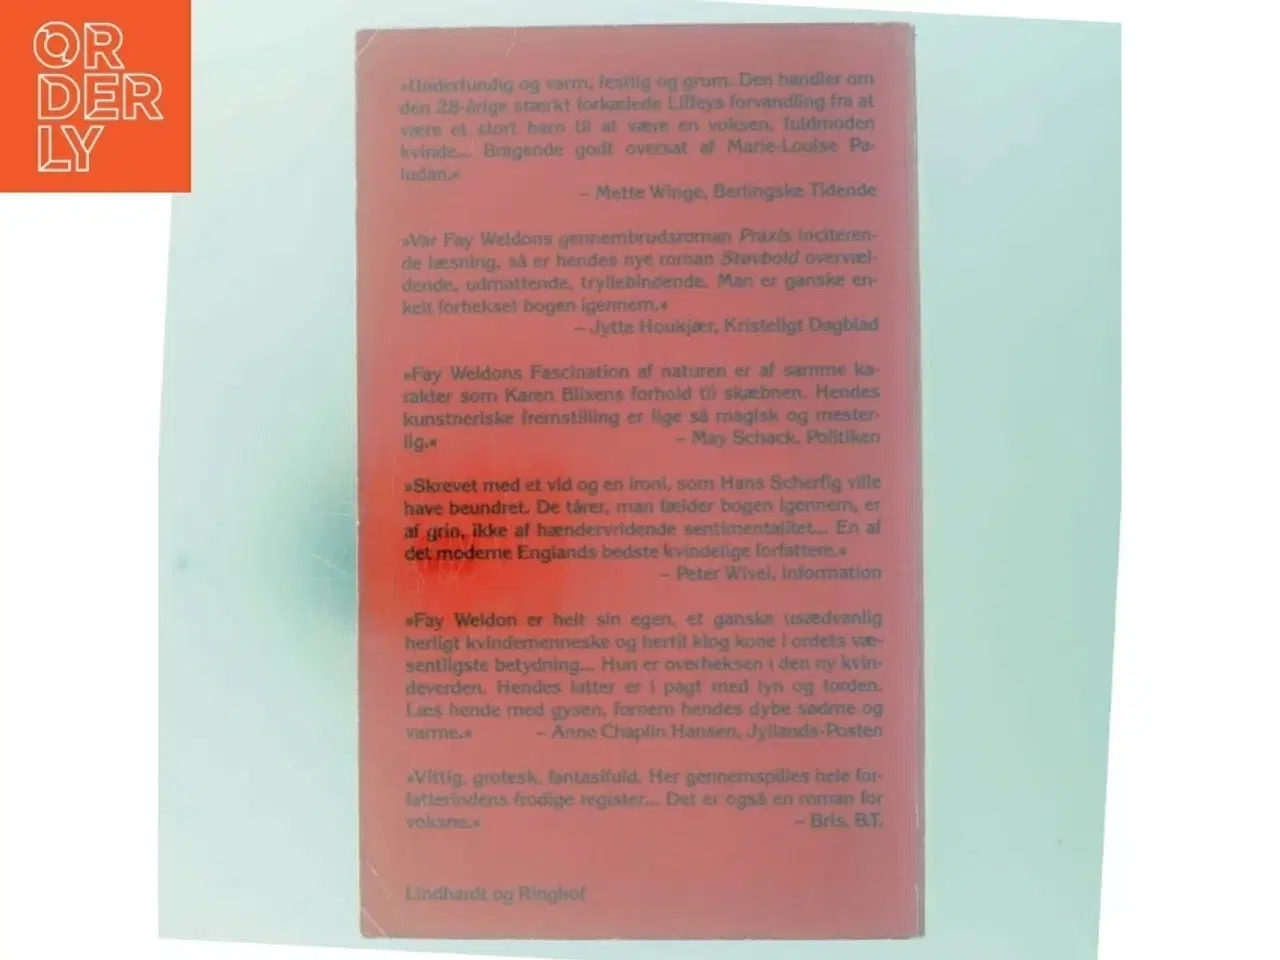 OR
DER
LY
»Underfundig og varm, festlig og grum. Den handler om
den 28-årige stærkt forkælede Liffeys forvandling fra at
være et stort barn til at være en voksen, fuldmoden
kvinde... Bragende godt oversat af Marie-Louise Pa-
ludan.«
– Mette Winge, Berlingske Tidende
»Var Fay Weldons gennembrudsroman Praxis inciteren-
de læsning, så er hendes nye roman Støvbold overvæl-
dende, udmattende, tryllebindende. Man er ganske en-
kelt forhekset bogen igennem.«
– Jytte Houkjær, Kristeligt Dagblad
»Fay Weldons Fascination af naturen er af samme ka-
rakter som Karen Blixens forhold til skæbnen. Hendes
kunstneriske fremstilling er lige så magisk og mester-
lig.« – May Schack, Politiken
»Skrevet med et vid og en ironi, som Hans Scherfig ville
have beundret. De tårer, man fælder bogen igennem, er
af grin, ikke af hændervridende sentimentalitet... En af
det moderne Englands bedste kvindelige forfattere.«
– Peter Wivel, Information
»Fay Weldon er helt sin egen, et ganske usædvanlig
herligt kvindemenneske og hertil klog kone i ordets væ-
sentligste betydning... Hun er overheksen i den ny kvin-
deverden. Hendes latter er i pagt med lyn og torden.
Læs hende med gysen, fornem hendes dybe sødme og
varme.« – Anne Chaplin Hansen, Jyllands-Posten
»Vittig, grotesk, fantasifuld. Her gennemspilles hele for-
fatterindens frodige register... Det er også en roman for
voksne.« – Bris, B.T.
Lindhardt og Ringhof